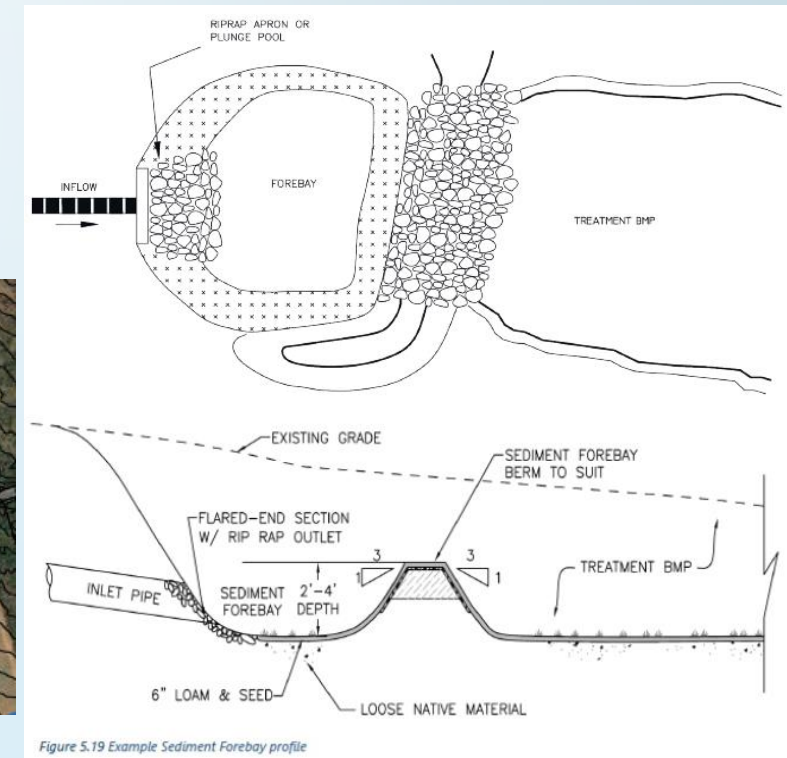 RIPRAP APRON OR
PLUNGE POOL
INFLOW
FOREBAY
TREATMENT BMP
EXISTING GRADE
SEDIMENT FOREBAY
BERM TO SUIT
FLARED-END SECTION
W/ RIP RAP OUTLET
3
1
3
1
TREATMENT BMP
INLET PIPE
SEDIMENT
FOREBAY
2'-4'
DEPTH
6" LOAM & SEED
LOOSE NATIVE MATERIAL
Figure 5.19 Example Sediment Forebay profile